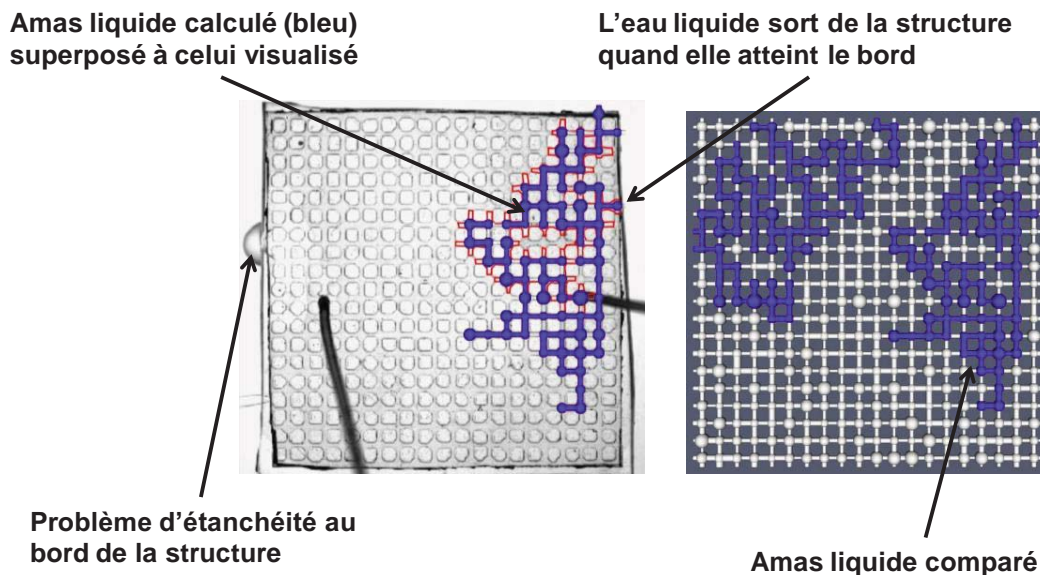 Amas liquide calculé (bleu)
superposé à celui visualisé
L'eau liquide sort de la structure
quand elle atteint le bord
Problème d'étanchéité au
bord de la structure
Amas liquide comparé